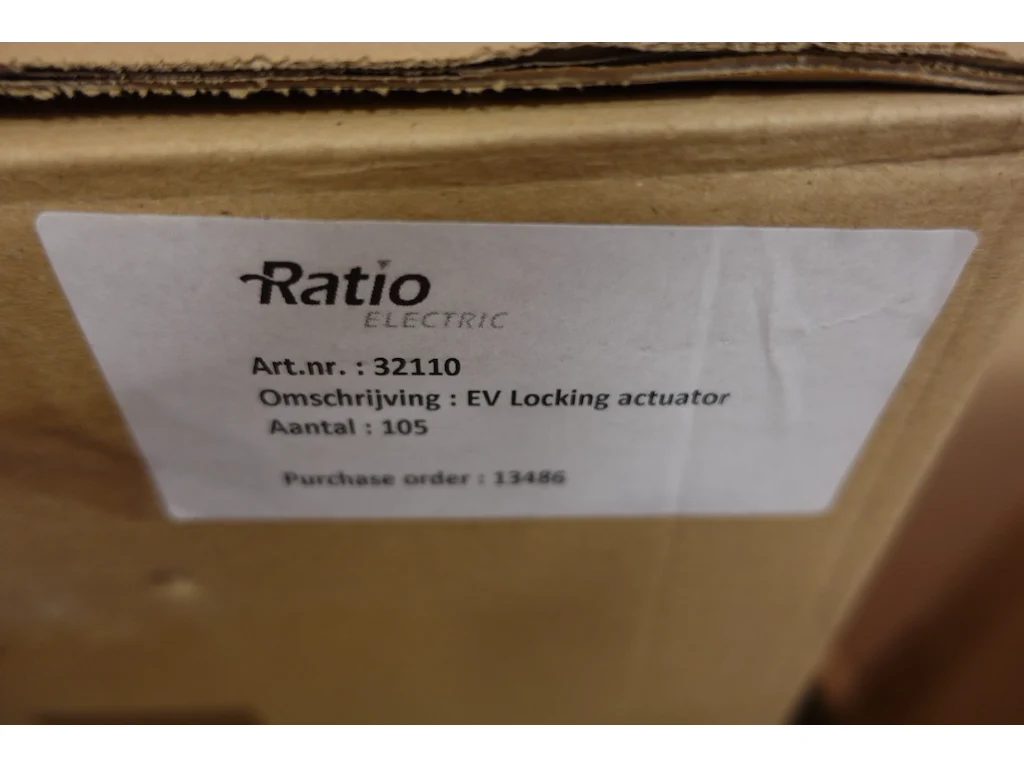 Ratio
ELECTRIC
Art.nr. : 32110
Omschrijving : EV Locking actuator
Aantal : 105
Purchase order : 13486